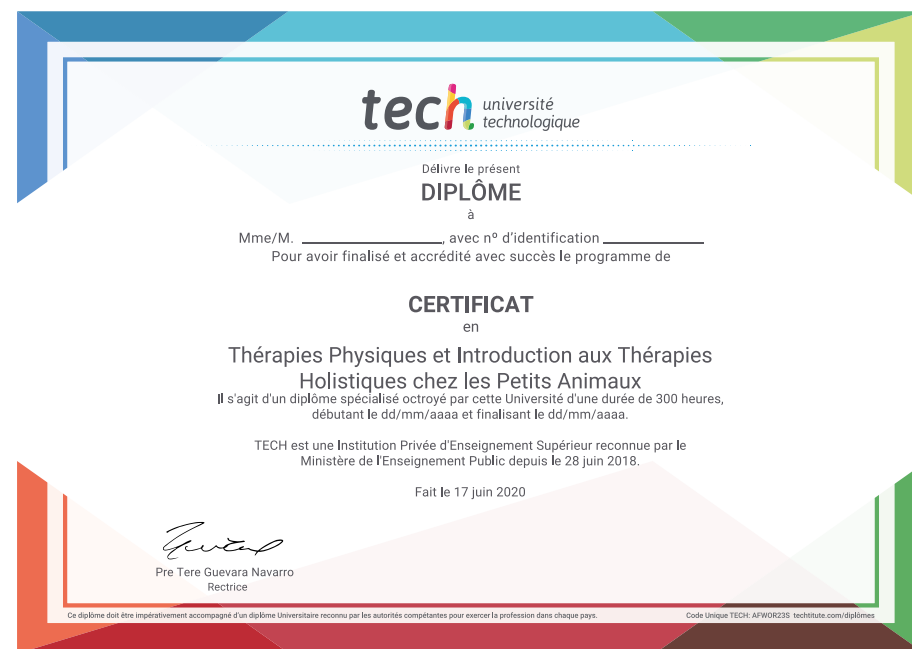 tech université
technologique
Délivre le présent
DIPLÔME
à
Mme/M. ____________________, avec nº d'identification ______________
Pour avoir finalisé et accrédité avec succès le programme de
CERTIFICAT
en
Thérapies Physiques et Introduction aux Thérapies
Holistiques chez les Petits Animaux
Il s'agit d'un diplôme spécialisé octroyé par cette Université d'une durée de 300 heures,
débutant le dd/mm/aaaa et finalisant le dd/mm/aaaa.
TECH est une Institution Privée d'Enseignement Supérieur reconnue par le
Ministère de l'Enseignement Public depuis le 28 juin 2018.
Fait le 17 juin 2020
Pre Tere Guevara Navarro
Rectrice
Ce diplôme doit être impérativement accompagné d'un diplôme Universitaire reconnu par les autorités compétantes pour exercer la profession dans chaque pays. Code Unique TECH: AFWOR23S techtitute.com/diplômes